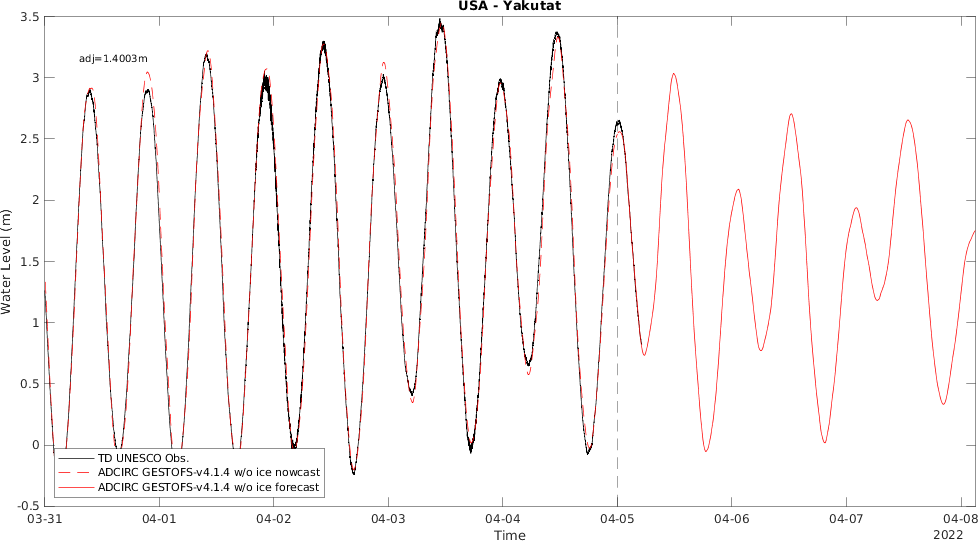 USA - Yakutat
adj=1.4003m
3.5
3
2.5
2
1.5
1
0.5
0
-0.5
Water Level (m)
TD UNESCO Obs.
ADCIRC GESTOFS-v4.1.4 w/o ice nowcast
ADCIRC GESTOFS-v4.1.4 w/o ice forecast
03-31 04-01 04-02 04-03 04-04 04-05 04-06 04-07 04-08
Time
2022